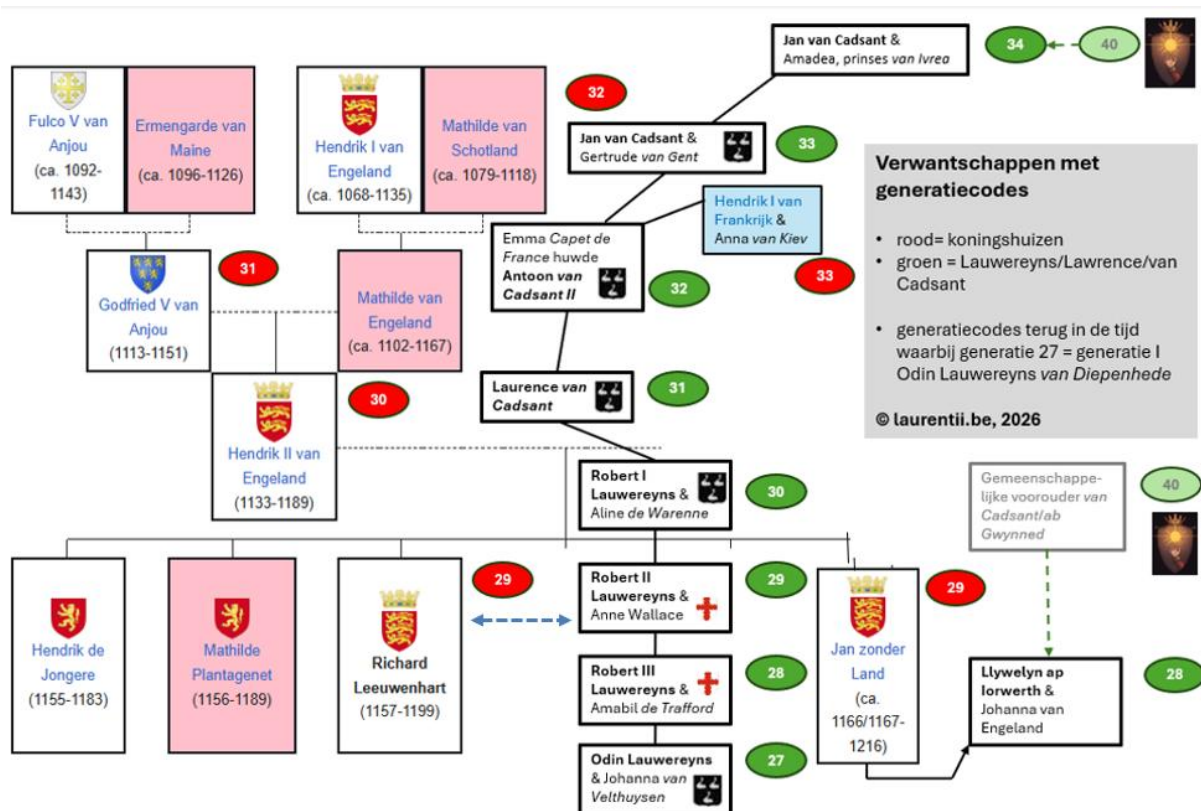 Jan van Cadsant &
Amadea, prinses van Ivrea
34
40
Fulco V van
Anjou
(ca. 1092-
1143)
Ermengarde van
Maine
(ca. 1096-1126)
Hendrik I van
Engeland
(ca. 1068-1135)
Mathilde van
Schotland
(ca. 1079-1118)
32
Jan van Cadsant &
Gertrude van Gent
33
Verwantschappen met
generatiecodes
• rood= koningshuizen
• groen = Lauwereyns/Lawrence/van
Cadsant
• generatiecodes terug in de tijd
waarbij generatie 27 = generatie I
Odin Lauwereyns van Diepenhede
© laurentii.be, 2026
Hendrik I van
Frankrijk &
Anna van Kiev
33
Emma Capet de
France huwde
Antoon van
Cadsant II
32
Godfried V van
Anjou
(1113-1151)
31
Mathilde van
Engeland
(ca. 1102-1167)
Laurence van
Cadsant
31
Hendrik II van
Engeland
(1133-1189)
30
Robert I
Lauwereyns &
Aline de Warenne
30
Gemeenschappe-
lijke voorouder van
Cadsant/ab
Gwynned
40
Hendrik de
Jongere
(1155-1183)
Mathilde
Plantagenet
(1156-1189)
Richard
Leeuwenhart
(1157-1199)
29
Robert II
Lauwereyns &
Anne Wallace
29
Jan zonder
Land
(ca.
1166/1167-
1216)
29
Robert III
Lauwereyns &
Amabil de Trafford
28
Llywelyn ap
Iorwerth &
Johanna van
Engeland
28
Odin Lauwereyns
& Johanna van
Velthuysen
27